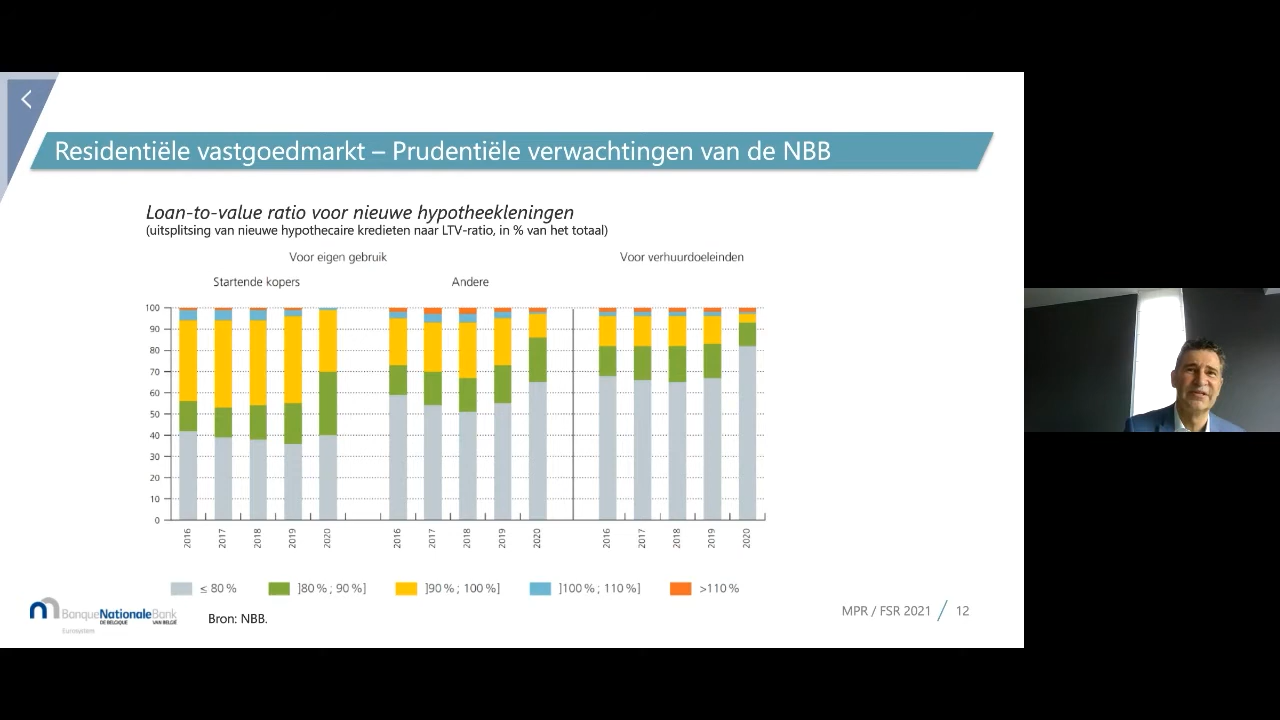 Residentiële vastgoedmarkt – Prudentiële verwachtingen van de NBB
Loan-to-value ratio voor nieuwe hypotheekleningen
(uitsplitsing van nieuwe hypothecaire kredieten naar LTV-ratio, in % van het totaal)
Voor eigen gebruik
Voor verhuurdoeleinden
Startende kopers
Andere
100
90
80
70
60
50
40
30
20
10
0
2016 2017 2018 2019 2020 2016 2017 2018 2019 2020 2016 2017 2018 2019 2020
≤ 80 % ]80 % ; 90 %] ]90 % ; 100 %] ]100 % ; 110 %] >110 %
BanqueNationaleBank
DE BELGIQUE VAN BELGIË
Eurosystem
Bron: NBB.
MPR / FSR 2021 / 12